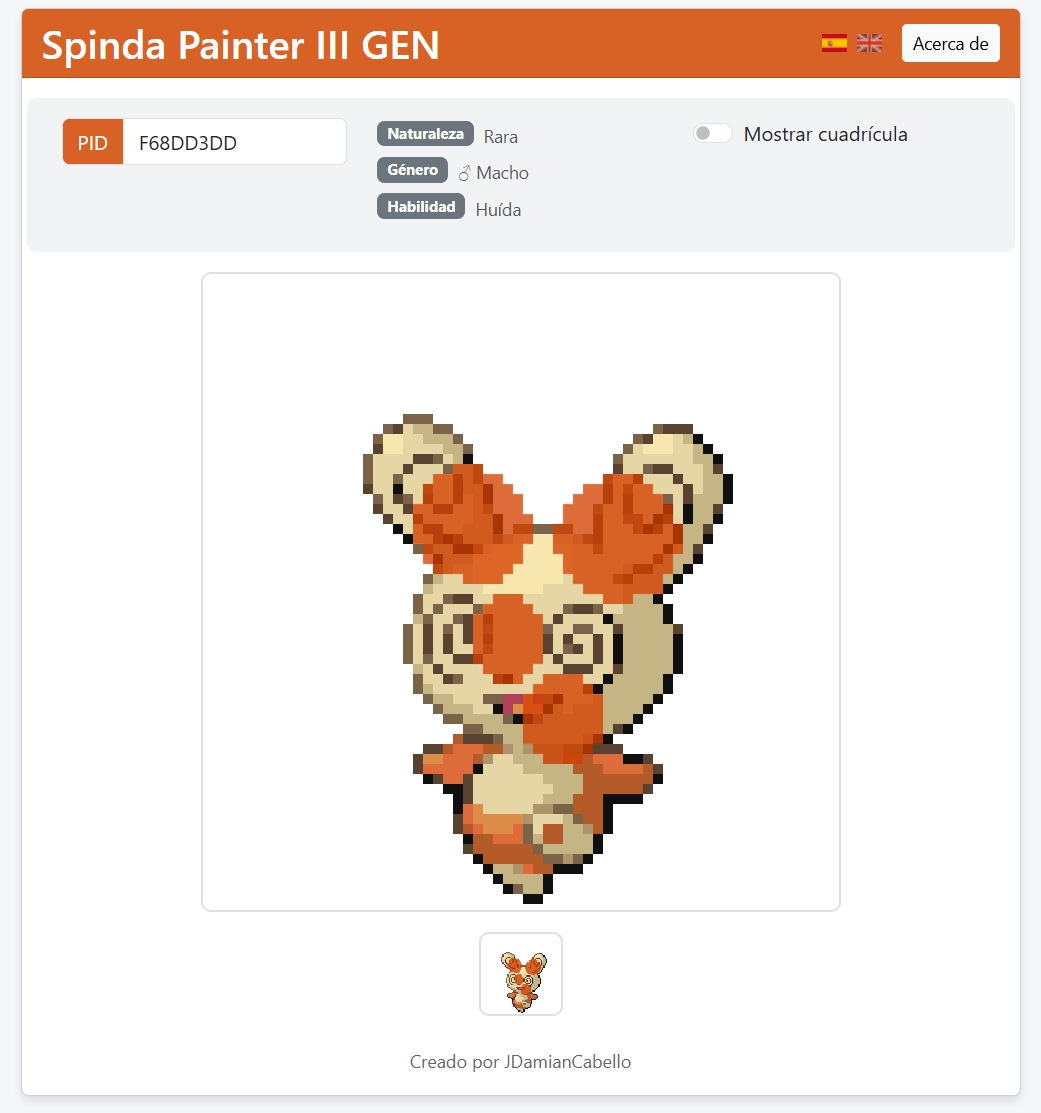 Spinda Painter III GEN
Acerca de
PID F68DD3DD
Naturaleza Rara
Género ♂ Macho
Habilidad Huída
Mostrar cuadrícula
Creado por JDamianCabello